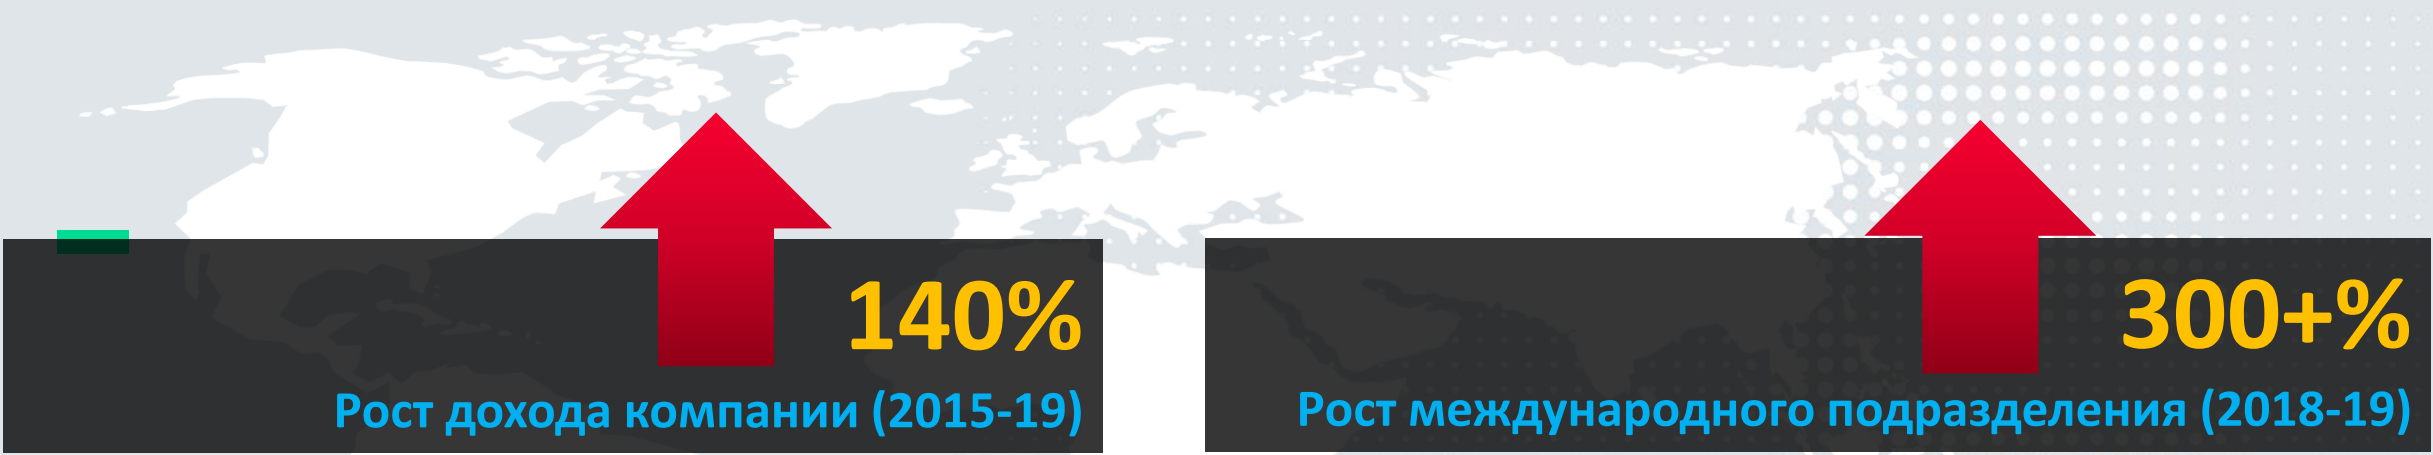 140%
Рост дохода компании (2015-19)
300+%
Рост международного подразделения (2018-19)